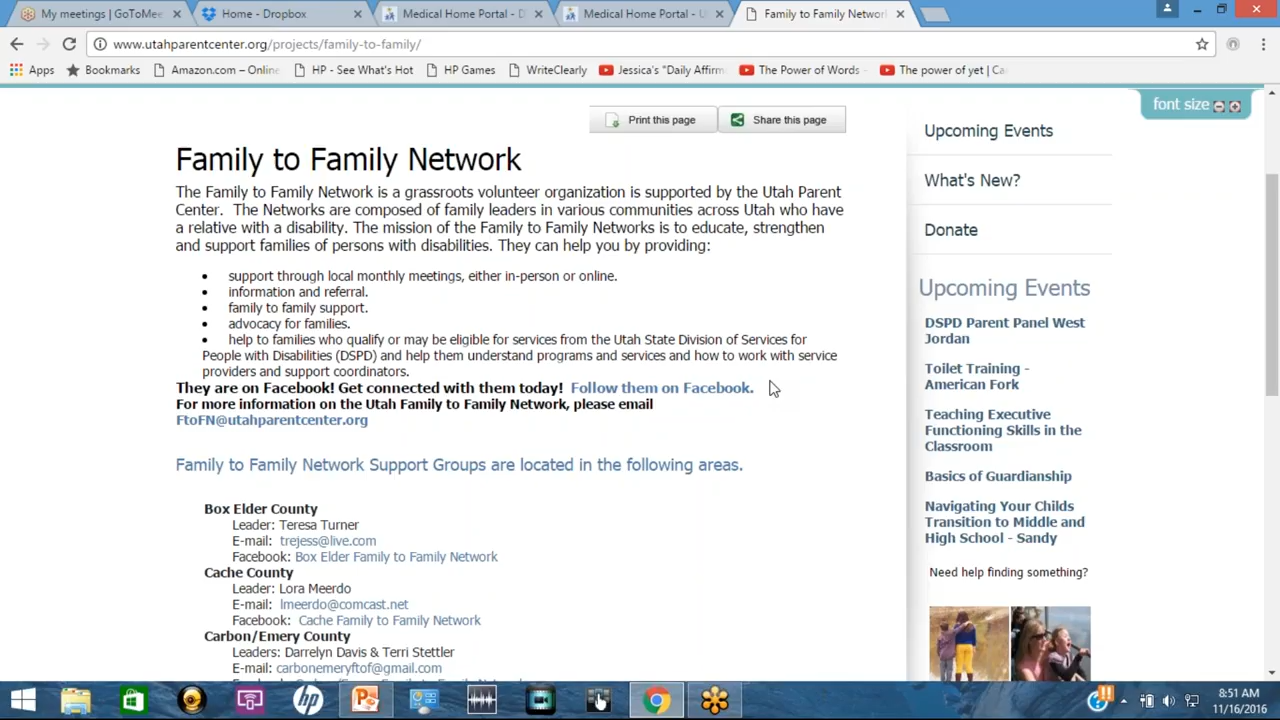 My meetings | GoToMee
Home - Dropbox
Medical Home Portal - D
Medical Home Portal - U
Family to Family Networ
www.utahparentcenter.org/projects/family-to-family/
Apps
Bookmarks
Amazon.com – Online
HP - See What's Hot
HP Games
WriteClearly
Jessica's "Daily Affirm
The Power of Words -
The power of yet | C
font size
Print this page
Share this page
Family to Family Network
The Family to Family Network is a grassroots volunteer organization is supported by the Utah Parent
Center. The Networks are composed of family leaders in various communities across Utah who have
a relative with a disability. The mission of the Family to Family Networks is to educate, strengthen
and support families of persons with disabilities. They can help you by providing:
• support through local monthly meetings, either in-person or online.
• information and referral.
• family to family support.
• advocacy for families.
• help to families who qualify or may be eligible for services from the Utah State Division of Services for
People with Disabilities (DSPD) and help them understand programs and services and how to work with service
providers and support coordinators.
They are on Facebook! Get connected with them today! Follow them on Facebook.
For more information on the Utah Family to Family Network, please email
FtoFN@utahparentcenter.org
Family to Family Network Support Groups are located in the following areas.
Box Elder County
Leader: Teresa Turner
E-mail: trejess@live.com
Facebook: Box Elder Family to Family Network
Cache County
Leader: Lora Meerdo
E-mail: lmeerdo@comcast.net
Facebook: Cache Family to Family Network
Carbon/Emery County
Leaders: Darrelyn Davis & Terri Stettler
E-mail: carbonemeryftof@gmail.com
Upcoming Events
What's New?
Donate
Upcoming Events
DSPD Parent Panel West
Jordan
Toilet Training -
American Fork
Teaching Executive
Functioning Skills in the
Classroom
Basics of Guardianship
Navigating Your Childs
Transition to Middle and
High School - Sandy
Need help finding something?
8:51 AM
11/16/2016